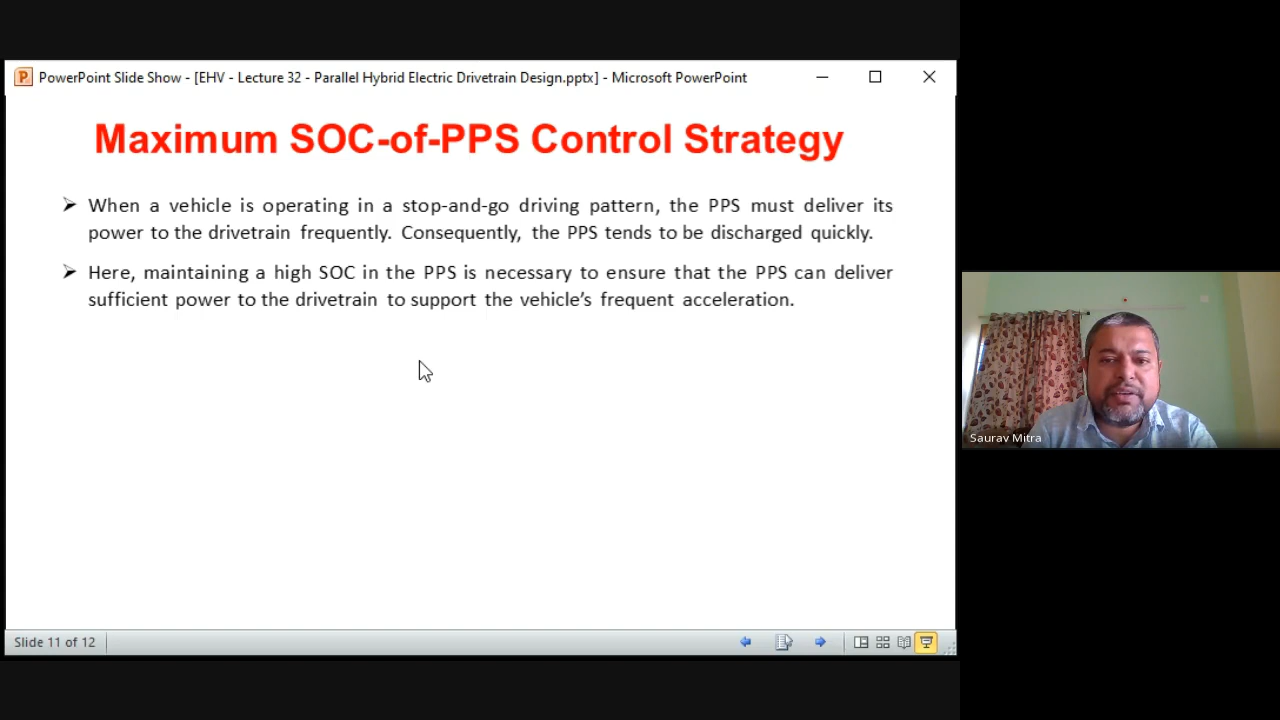 PowerPoint Slide Show - [EHV - Lecture 32 - Parallel Hybrid Electric Drivetrain Design.pptx] - Microsoft PowerPoint
Maximum SOC-of-PPS Control Strategy
When a vehicle is operating in a stop-and-go driving pattern, the PPS must deliver its
power to the drivetrain frequently. Consequently, the PPS tends to be discharged quickly.
Here, maintaining a high SOC in the PPS is necessary to ensure that the PPS can deliver
sufficient power to the drivetrain to support the vehicle’s frequent acceleration.
Saurav Mitra
Slide 11 of 12